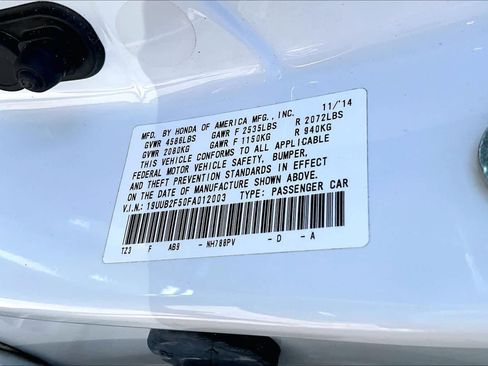 MFD. BY HONDA OF AMERICA MFG., INC. 11/'14
GVWR 4586LBS GAWR F 2535LBS R 2072LBS
GVWR 2080KG GAWR F 1150KG R 940KG
THIS VEHICLE CONFORMS TO ALL APPLICABLE
FEDERAL MOTOR VEHICLE SAFETY, BUMPER,
AND THEFT PREVENTION STANDARDS IN EFFECT
ON THE DATE OF MANUFACTURE SHOWN ABOVE.
V.I.N.: 19UUB2F50FA012003 TYPE: PASSENGER CAR
TZ3 F AB9 - NH788PV - D - A